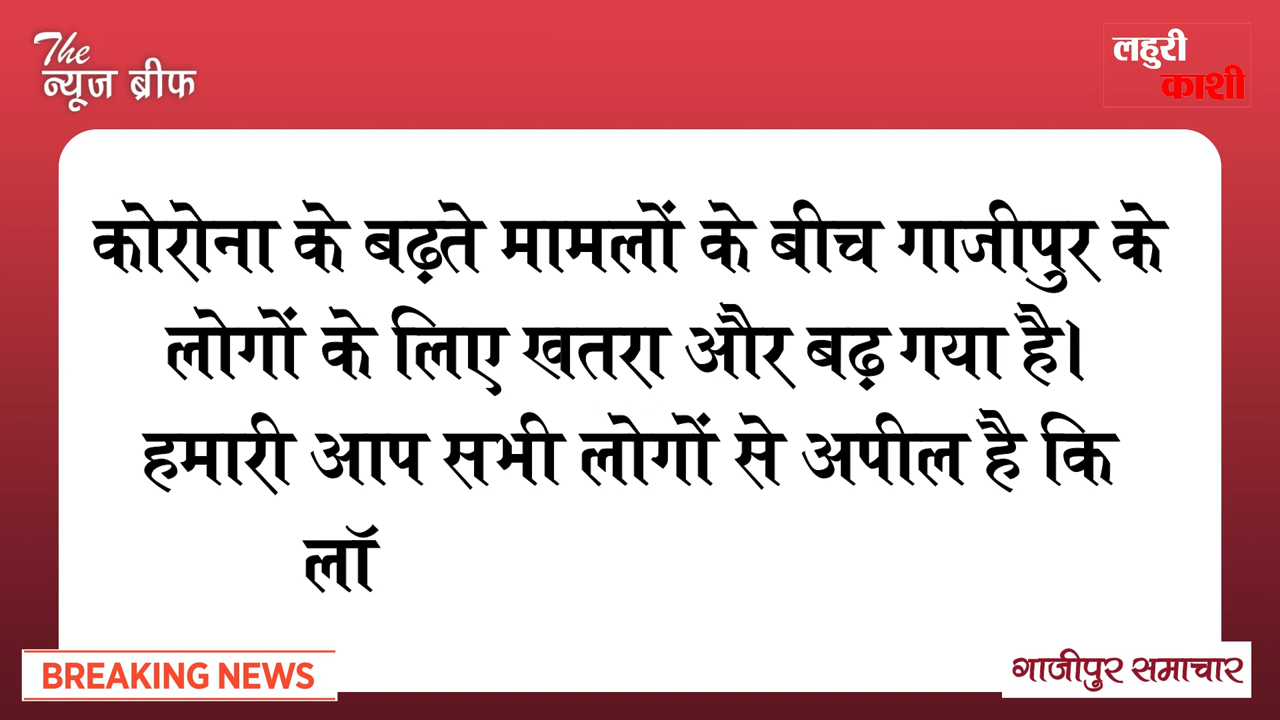 The
न्यूज ब्रीफ
लहुरी
काशी
कोरोना के बढ़ते मामलों के बीच गाजीपुर के
लोगों के लिए खतरा और बढ़ गया है।
हमारी आप सभी लोगों से अपील है कि
लॉ
BREAKING NEWS
गाजीपुर समाचार